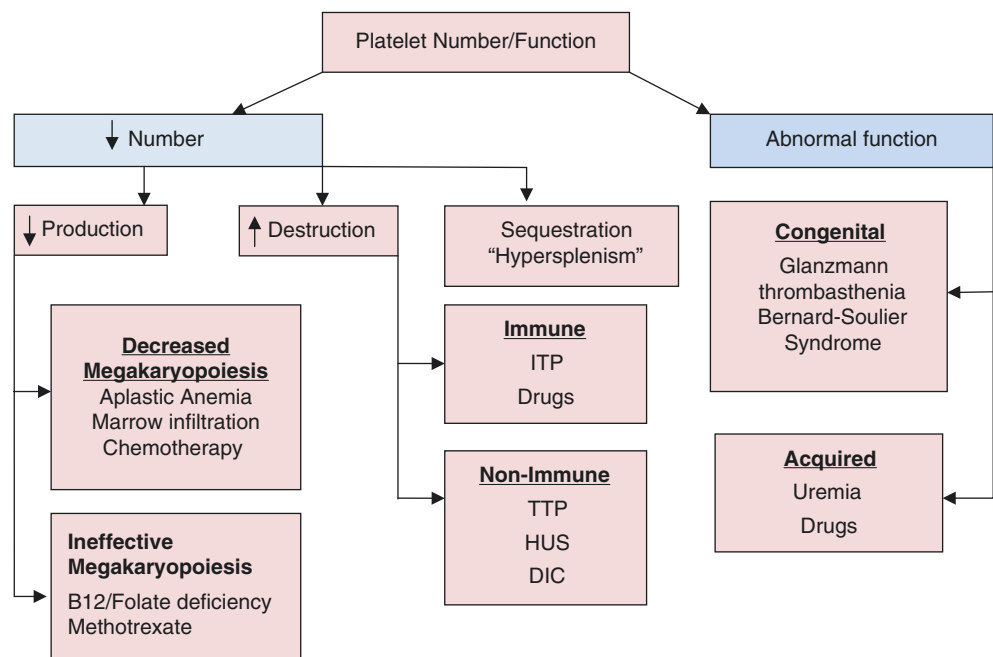 Platelet Number/Function
↓ Number
Abnormal function
↓ Production
↑ Destruction
Sequestration
“Hypersplenism”
Congenital
Glanzmann
thrombasthenia
Bernard-Soulier
Syndrome
Decreased
Megakaryopoiesis
Aplastic Anemia
Marrow infiltration
Chemotherapy
Immune
ITP
Drugs
Non-Immune
TTP
HUS
DIC
Acquired
Uremia
Drugs
Ineffective
Megakaryopoiesis
B12/Folate deficiency
Methotrexate